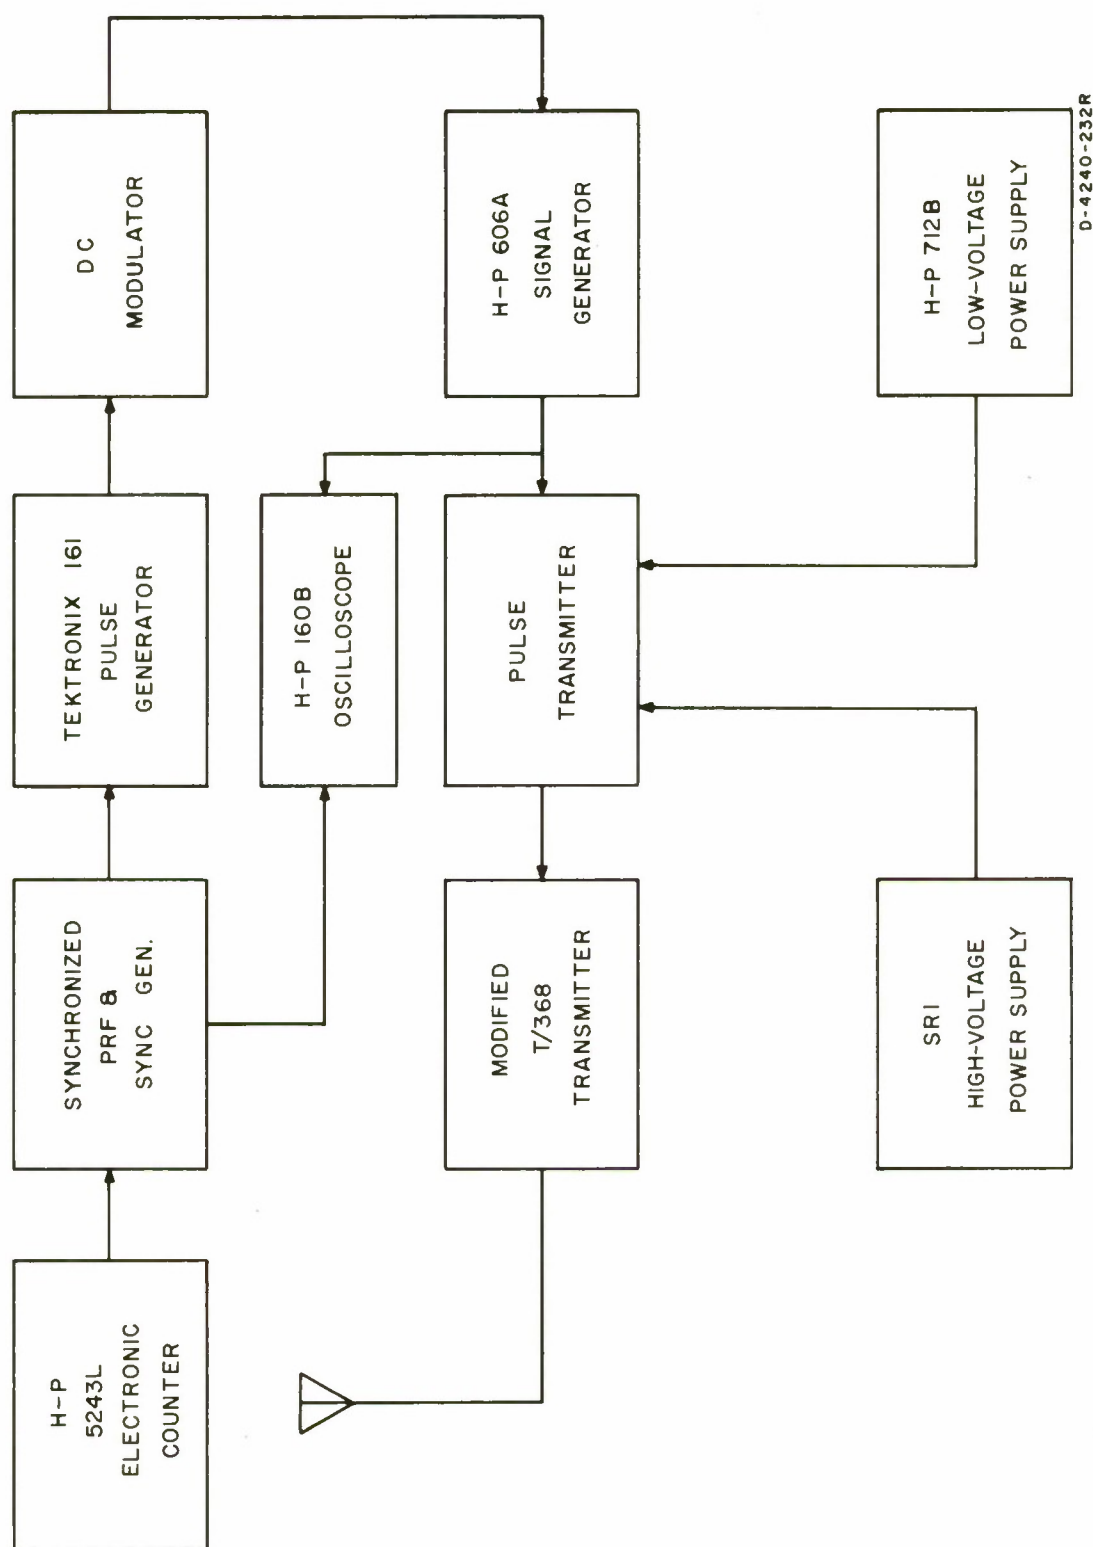 H-P
5243L
ELECTRONIC
COUNTER
SYNCHRONIZED
PRF &
SYNC GEN.
TEKTRONIX 161
PULSE
GENERATOR
DC
MODULATOR
H-P 160B
OSCILLOSCOPE
MODIFIED
T/368
TRANSMITTER
PULSE
TRANSMITTER
H-P 606A
SIGNAL
GENERATOR
SRI
HIGH-VOLTAGE
POWER SUPPLY
H-P 712B
LOW-VOLTAGE
POWER SUPPLY
D-4240-232R